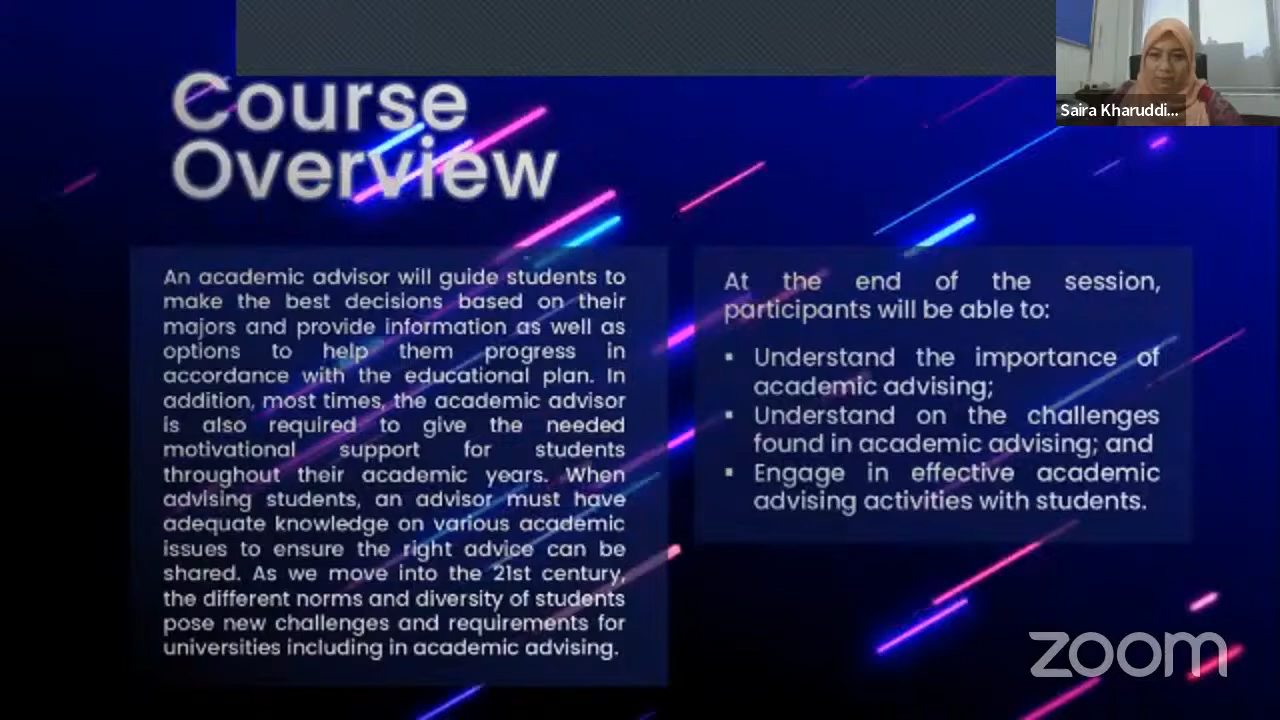 Course
Overview
Saira Kharuddi...
An academic advisor will guide students to
make the best decisions based on their
majors and provide information as well as
options to help them progress in
accordance with the educational plan. In
addition, most times, the academic advisor
is also required to give the needed
motivational support for students
throughout their academic years. When
advising students, an advisor must have
adequate knowledge on various academic
issues to ensure the right advice can be
shared. As we move into the 21st century,
the different norms and diversity of students
pose new challenges and requirements for
universities including in academic advising.
At the end of the session,
participants will be able to:
▪ Understand the importance of
academic advising;
▪ Understand on the challenges
found in academic advising; and
▪ Engage in effective academic
advising activities with students.
zoom